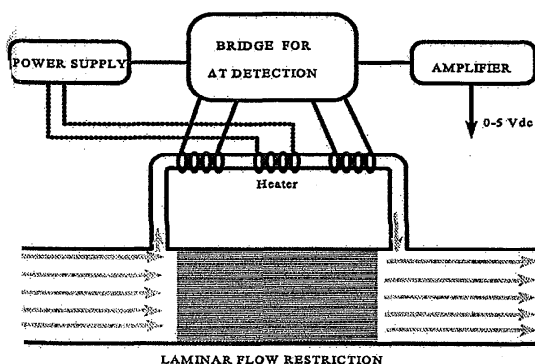 BRIDGE FOR
ΔT DETECTION
POWER SUPPLY
AMPLIFIER
0-5 Vdc
Heater
LAMINAR FLOW RESTRICTION